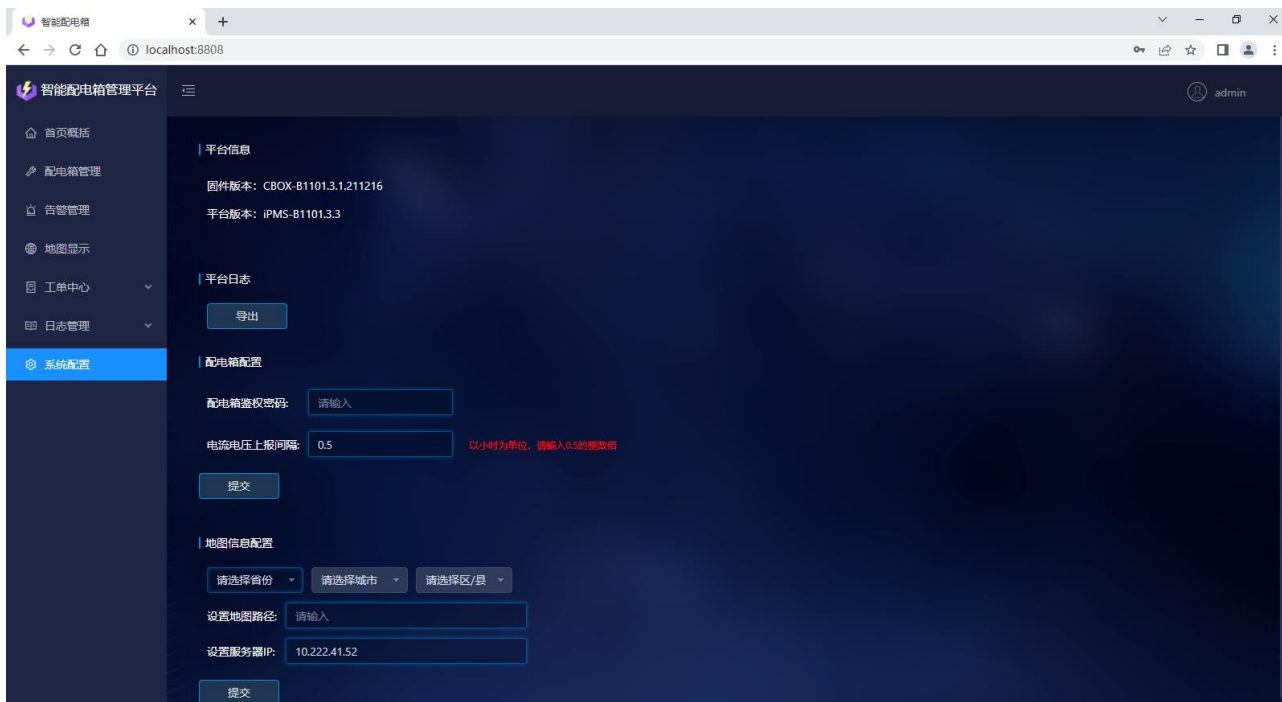 智能配电箱
localhost:8808
智能配电箱管理平台
admin
首页概括
配电箱管理
告警管理
地图显示
工单中心
日志管理
系统配置
平台信息
固件版本：CBOX-B1101.3.1.211216
平台版本：iPMS-B1101.3.3
平台日志
导出
配电箱配置
配电箱鉴权密码: 请输入
电流电压上报间隔: 0.5 以小时为单位，请输入0.5的整数倍
提交
地图信息配置
请选择省份 请选择城市 请选择区/县
设置地图路径: 请输入
设置服务器IP: 10.222.41.52
提交